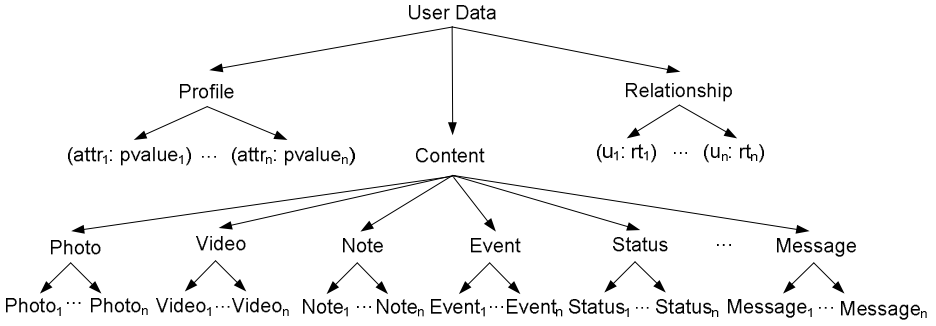 User Data
Profile
Relationship
(attr₁: pvalue₁) ... (attrₙ: pvalueₙ)
Content
(u₁: rt₁) ... (uₙ: rtₙ)
Photo Video Note Event Status ... Message
Photo₁ ... Photoₙ Video₁...Videoₙ Note₁ ...Noteₙ Event₁...Eventₙ Status₁ ... Statusₙ Message₁ ... Messageₙ